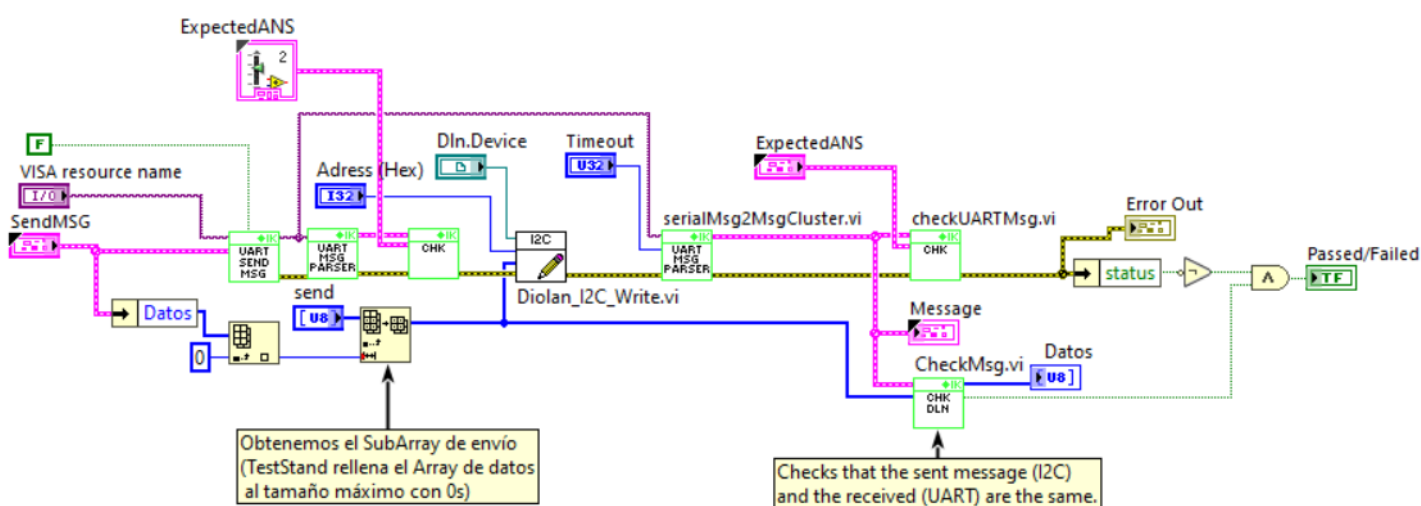 ExpectedANS
2
F
VISA resource name
I/O
SendMSG
Adress (Hex)
I32
Dln.Device
Timeout
U32
ExpectedANS
Error Out
UART
SEND
MSG
UART
MSG
PARSER
CHK
I2C
Diolan_I2C_Write.vi
serialMsg2MsgCluster.vi
UART
MSG
PARSER
checkUARTMsg.vi
CHK
status
Passed/Failed
TF
Datos
0
send
[U8]
Message
CheckMsg.vi
CHK
DLN
Datos
[U8]
Obtenemos el SubArray de envío
(TestStand rellena el Array de datos
al tamaño máximo con 0s)
Checks that the sent message (I2C)
and the received (UART) are the same.